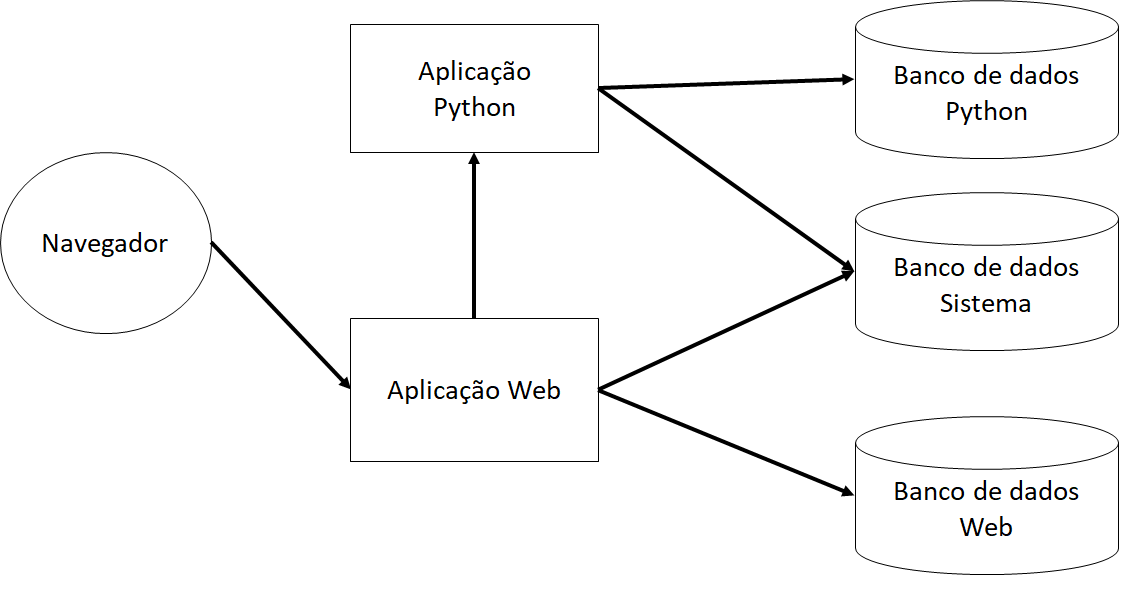 Aplicação
Python
Banco de dados
Python
Navegador
Banco de dados
Sistema
Aplicação Web
Banco de dados
Web